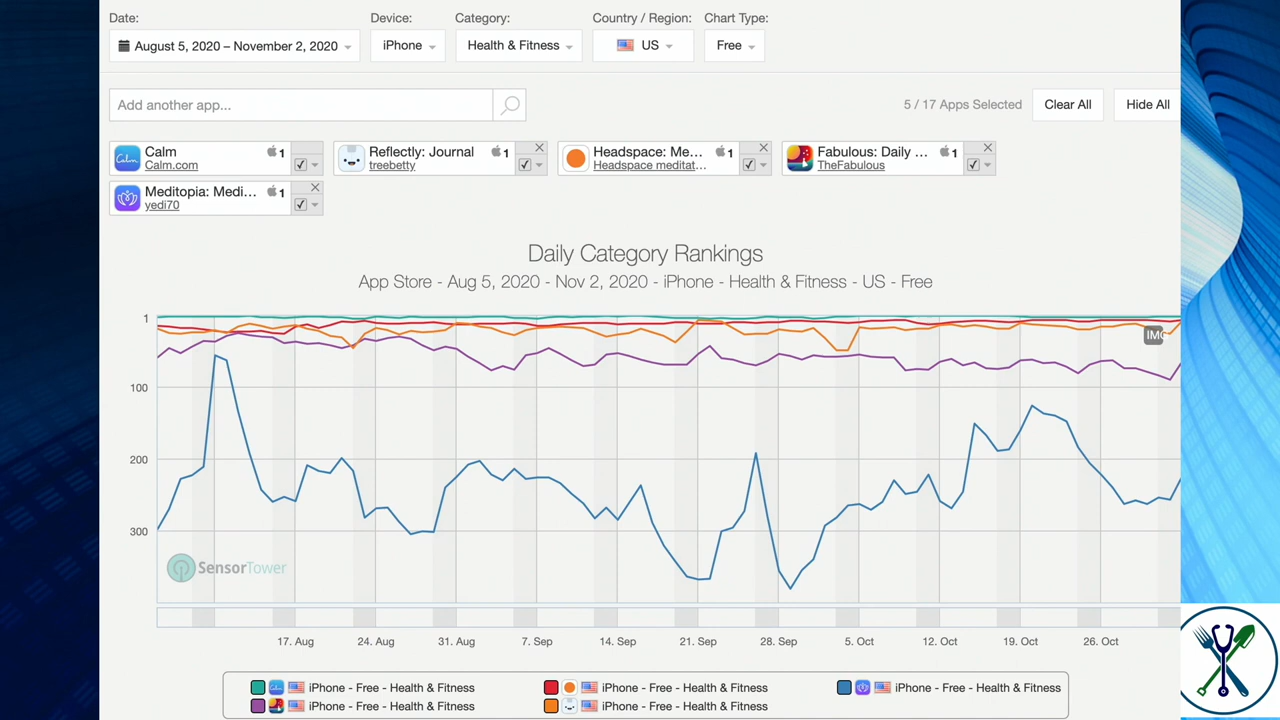 Date: Device: Category: Country / Region: Chart Type:
August 5, 2020 – November 2, 2020 iPhone Health & Fitness US Free
Add another app... 5 / 17 Apps Selected Clear All Hide All
Calm 1 Reflectly: Journal 1 Headspace: Me... 1 Fabulous: Daily ... 1
Calm.com treebetty Headspace meditat... TheFabulous
Meditopia: Medi... 1
yedi70
Daily Category Rankings
App Store - Aug 5, 2020 - Nov 2, 2020 - iPhone - Health & Fitness - US - Free
1
IMG
100
200
300
SensorTower
17. Aug 24. Aug 31. Aug 7. Sep 14. Sep 21. Sep 28. Sep 5. Oct 12. Oct 19. Oct 26. Oct
iPhone - Free - Health & Fitness iPhone - Free - Health & Fitness iPhone - Free - Health & Fitness
iPhone - Free - Health & Fitness iPhone - Free - Health & Fitness